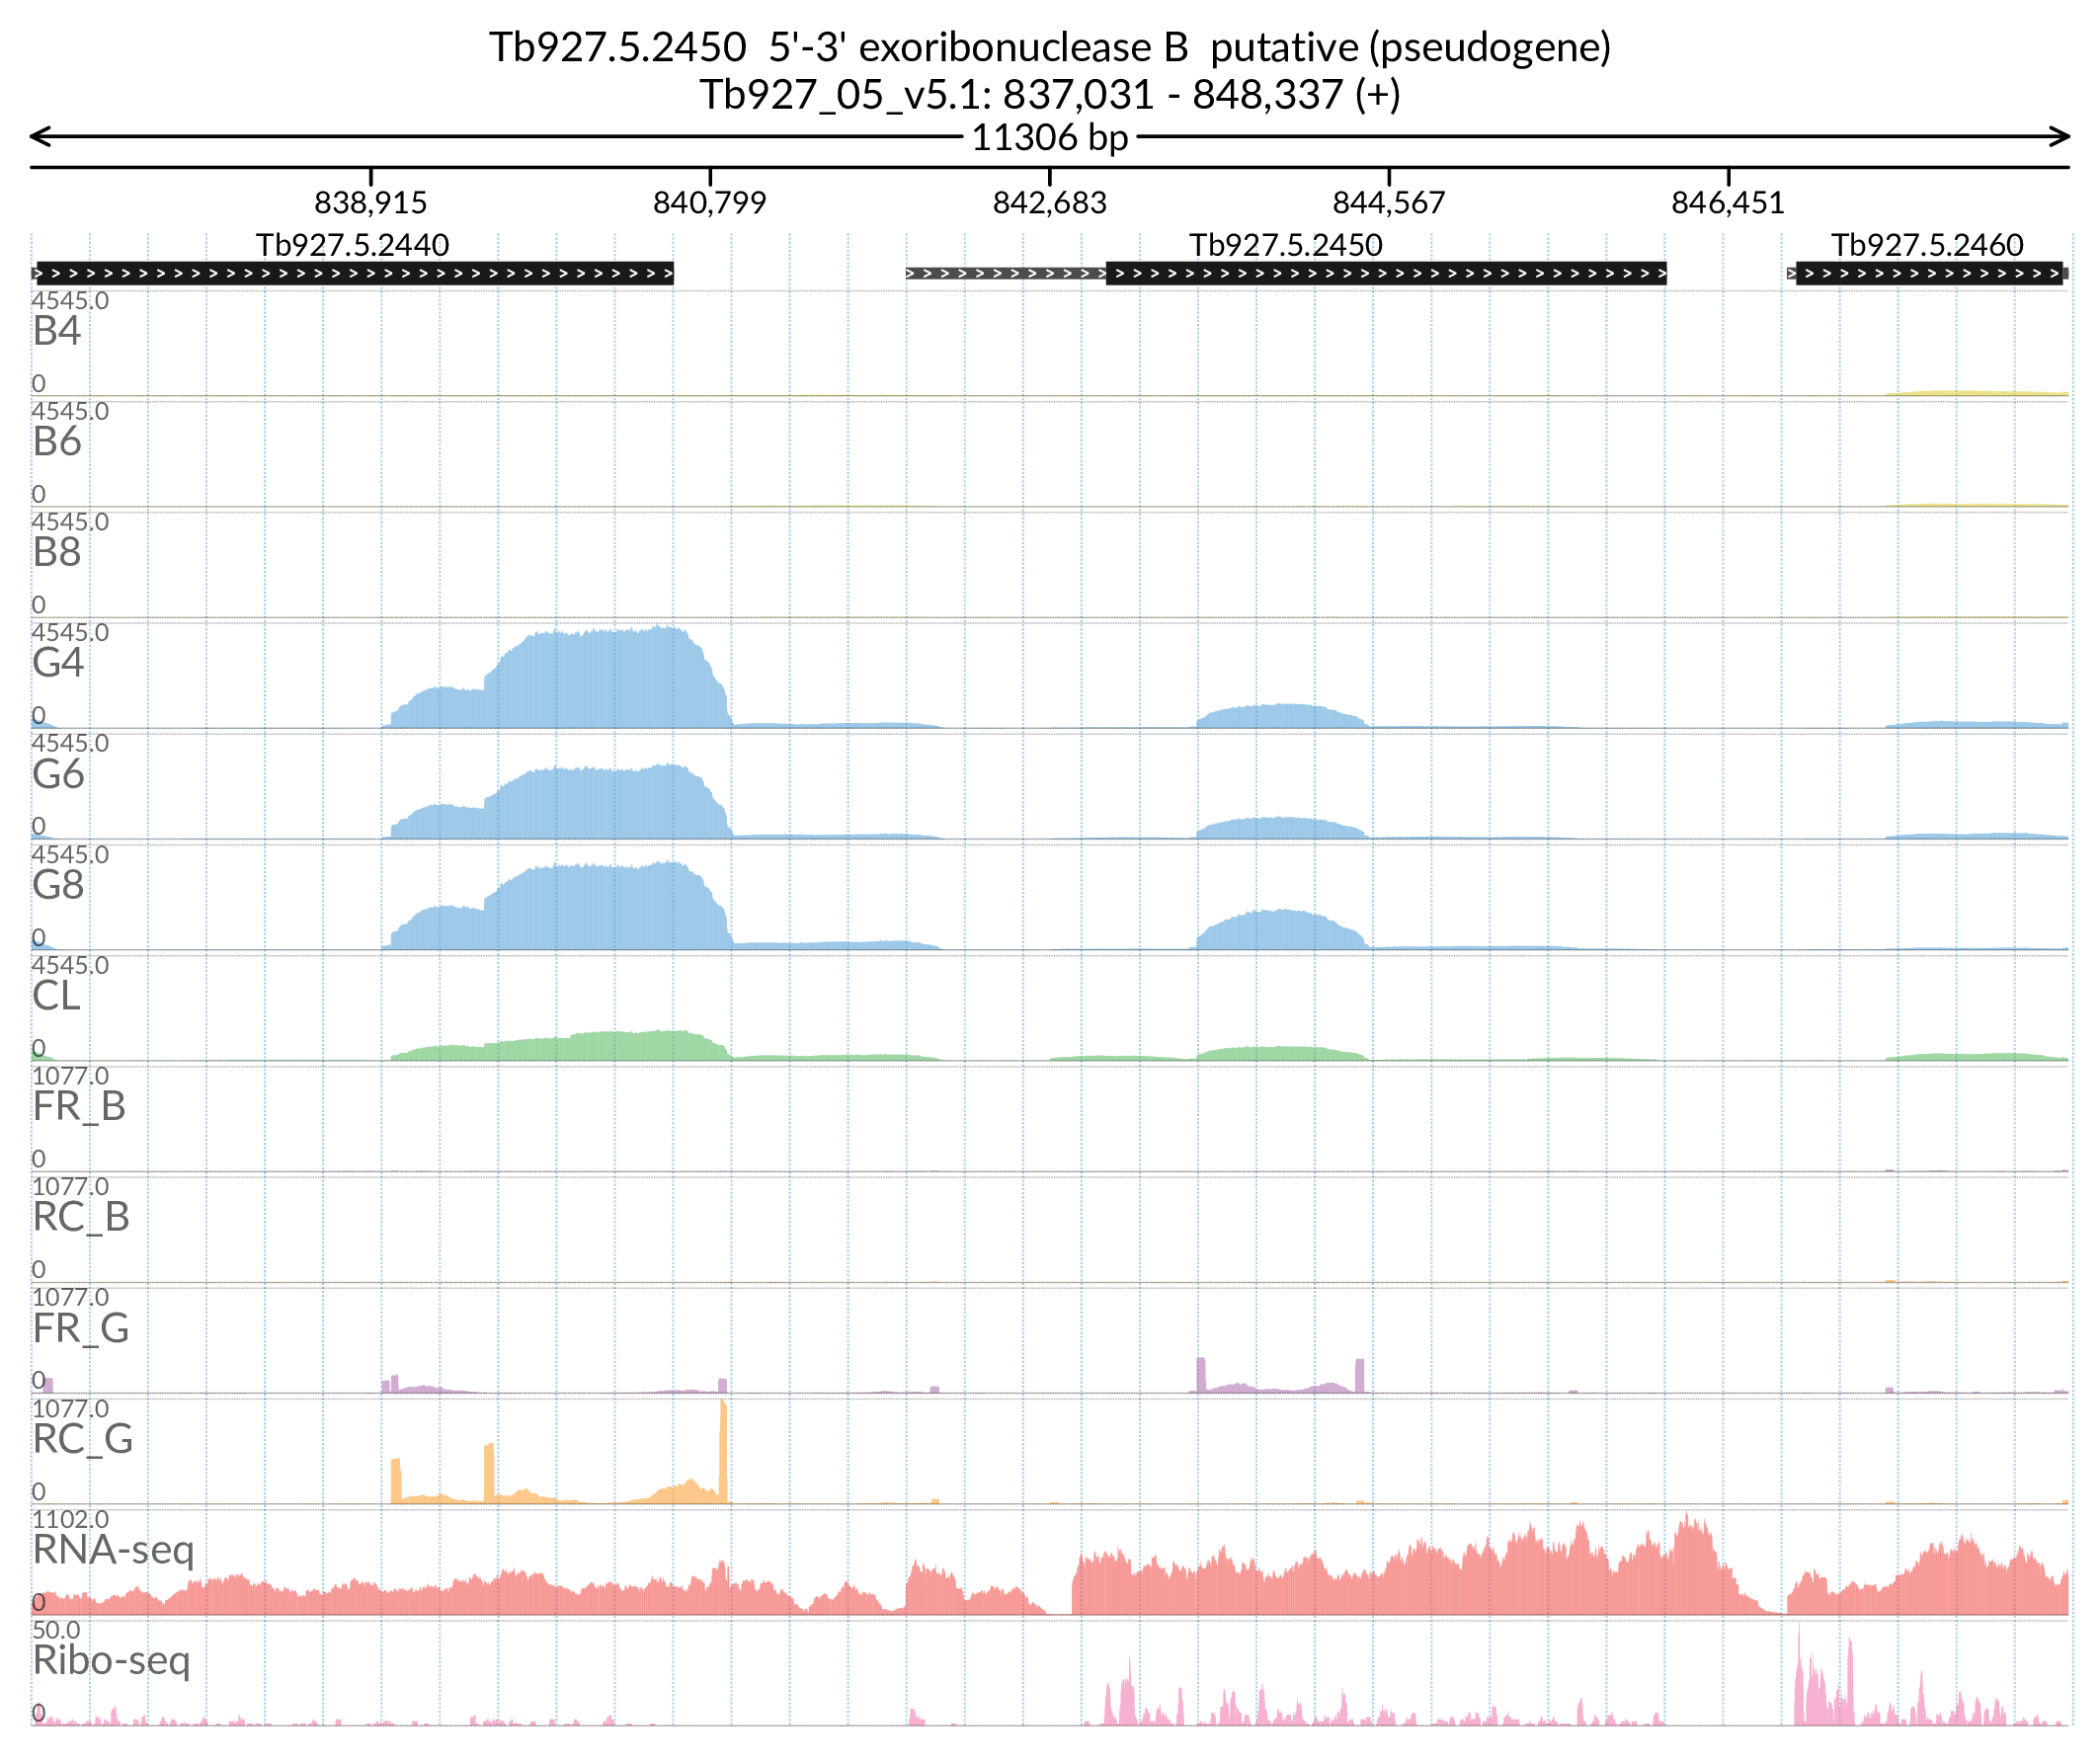 Tb927.5.2450  5'-3' exoribonuclease B  putative (pseudogene)
Tb927_05_v5.1: 837,031 - 848,337 (+)
11306 bp
838,915 840,799 842,683 844,567 846,451
Tb927.5.2440 Tb927.5.2450 Tb927.5.2460
4545.0
B4
0
4545.0
B6
0
4545.0
B8
0
4545.0
G4
0
4545.0
G6
0
4545.0
G8
0
4545.0
CL
0
1077.0
FR_B
0
1077.0
RC_B
0
1077.0
FR_G
0
1077.0
RC_G
0
1102.0
RNA-seq
0
50.0
Ribo-seq
0